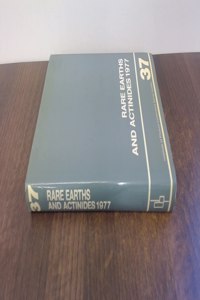 37
RARE EARTHS
AND ACTINIDES 1977
37
RARE EARTHS
AND ACTINIDES 1977